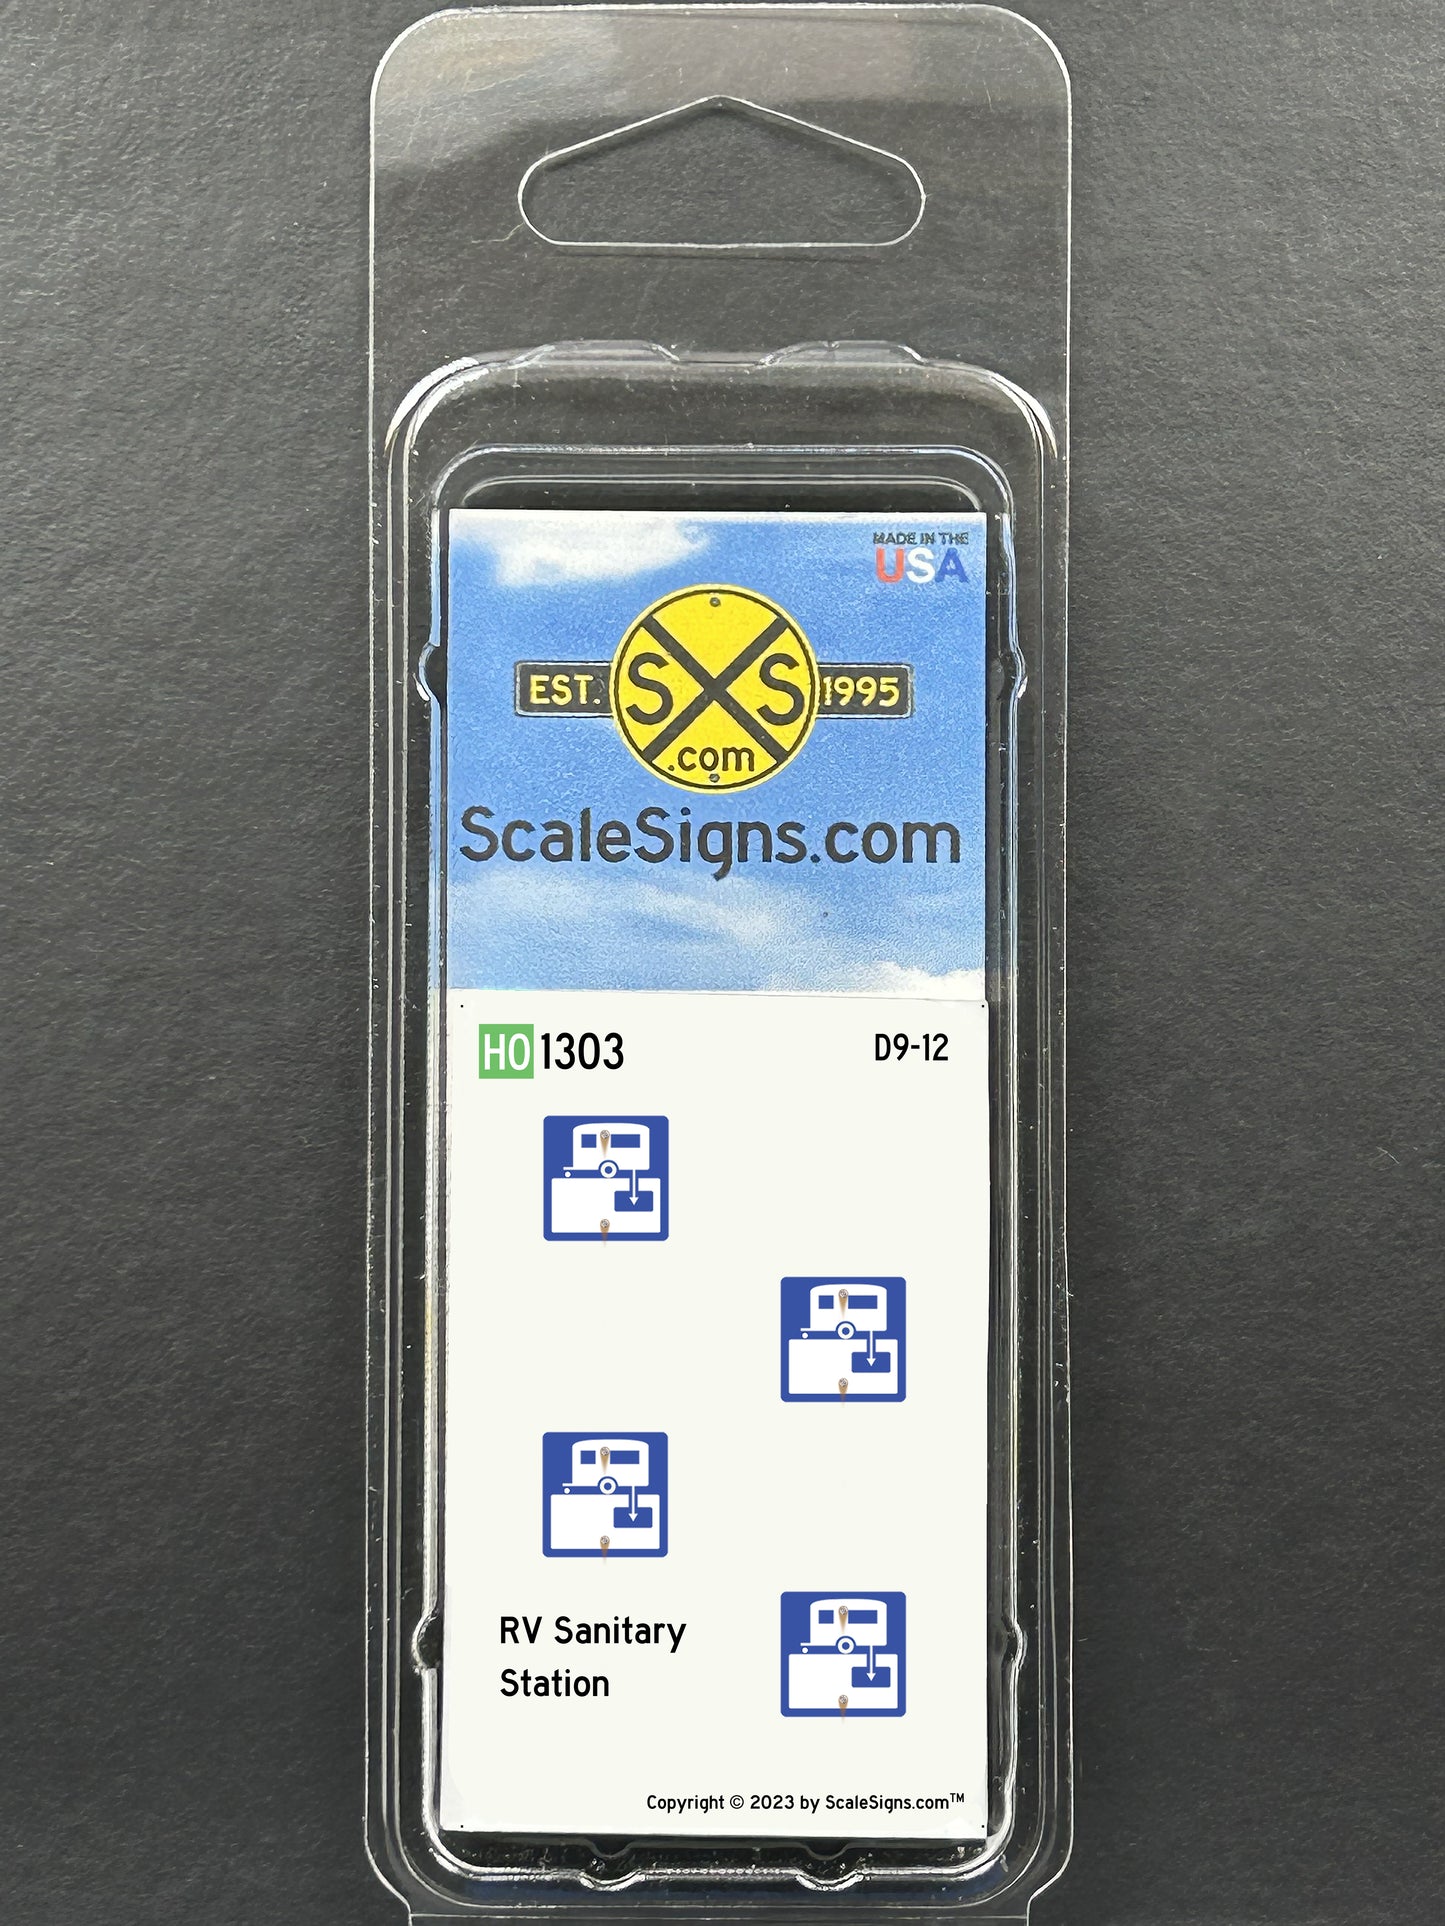 MADE IN THE
USA
EST. SXS 1995
.com
ScaleSigns.com
HO 1303 D9-12
RV Sanitary
Station
Copyright © 2023 by ScaleSigns.com™